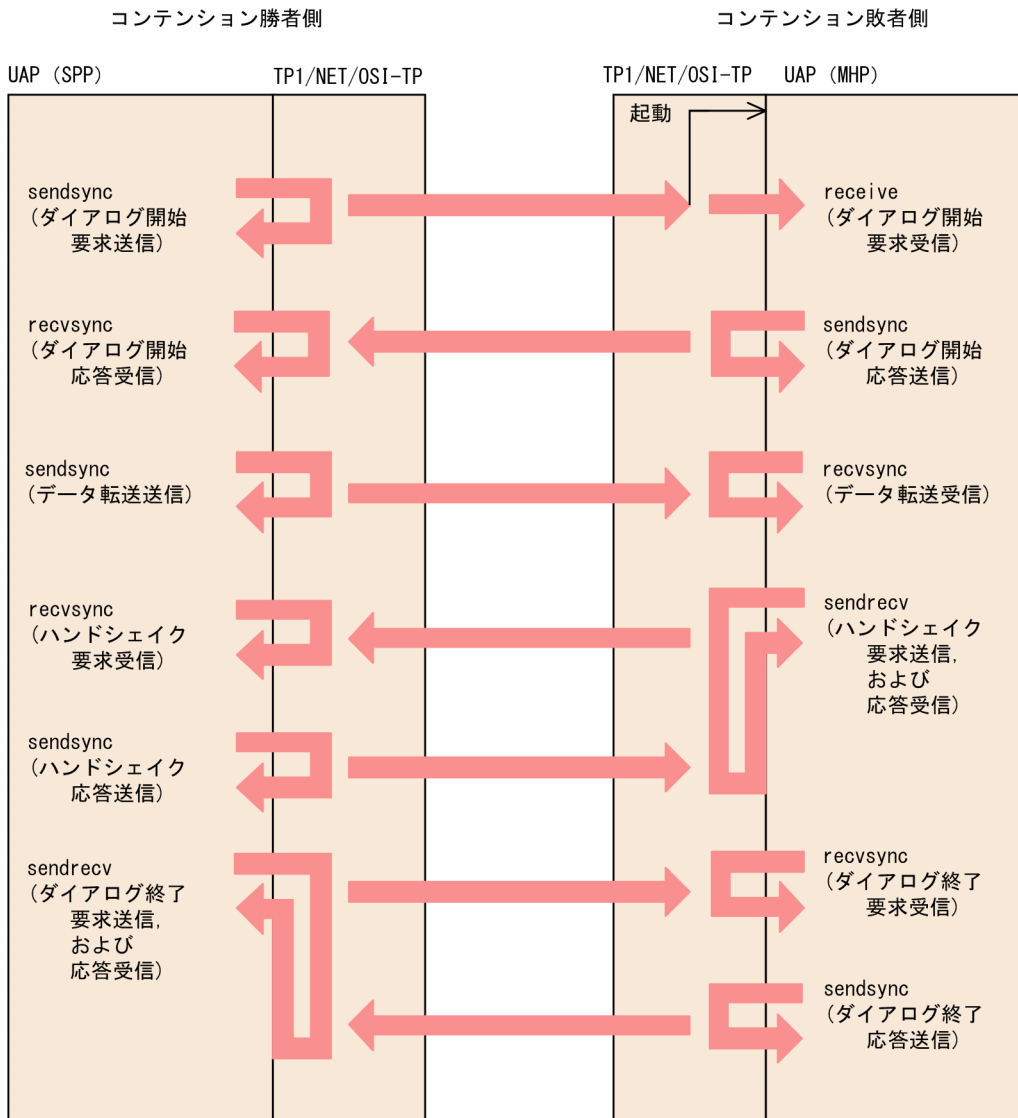 コンテンション勝者側
コンテンション敗者側
UAP (SPP)
TP1/NET/OSI-TP
TP1/NET/OSI-TP
UAP (MHP)
起動
sendsync
(ダイアログ開始
要求送信)
receive
(ダイアログ開始
要求受信)
recvsync
(ダイアログ開始
応答受信)
sendsync
(ダイアログ開始
応答送信)
sendsync
(データ転送送信)
recvsync
(データ転送受信)
recvsync
(ハンドシェイク
要求受信)
sendrecv
(ハンドシェイク
要求送信,
および
応答受信)
sendsync
(ハンドシェイク
応答送信)
sendrecv
(ダイアログ終了
要求送信,
および
応答受信)
recvsync
(ダイアログ終了
要求受信)
sendsync
(ダイアログ終了
応答送信)